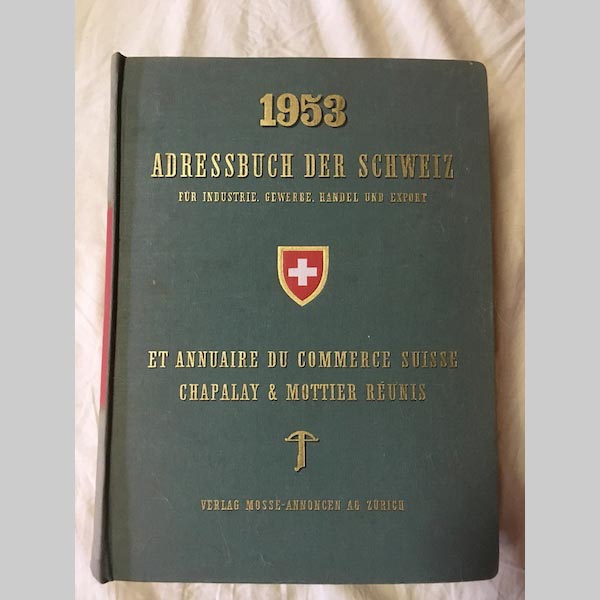 1953
ADRESSBUCH DER SCHWEIZ
FÜR INDUSTRIE, GEWERBE, HANDEL UND EXPORT
ET ANNUAIRE DU COMMERCE SUISSE
CHAPALAY & MOTTIER RÉUNIS
VERLAG MOSSE-ANNONCEN AG ZÜRICH